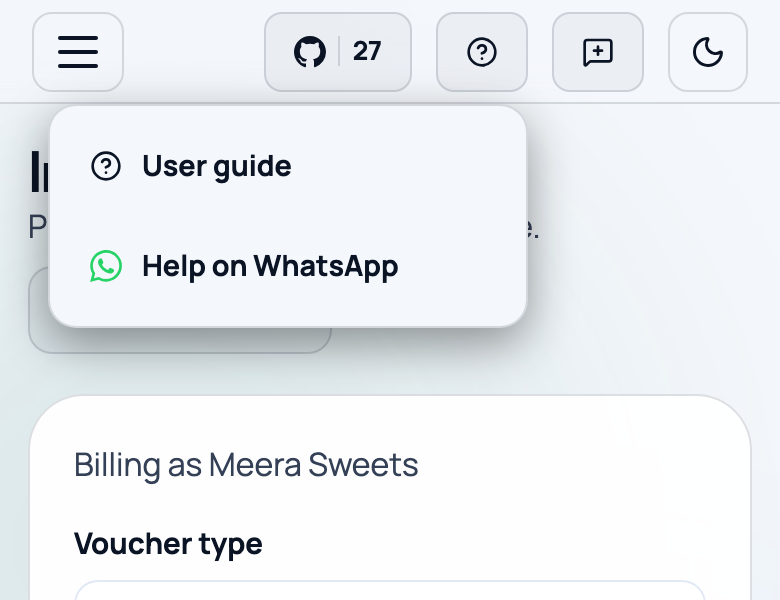 27
User guide
Help on WhatsApp
Billing as Meera Sweets
Voucher type